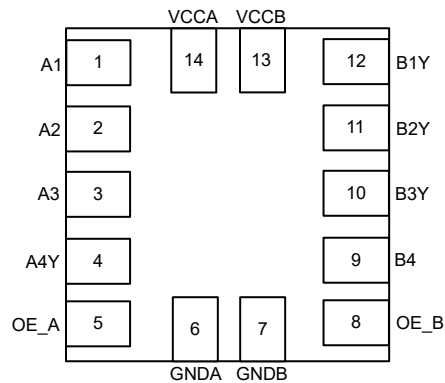 VCCA VCCB
A1 1 14 13 12 B1Y
A2 2 11 B2Y
A3 3 10 B3Y
A4Y 4 9 B4
OE_A 5 6 7 8 OE_B
GNDA GNDB